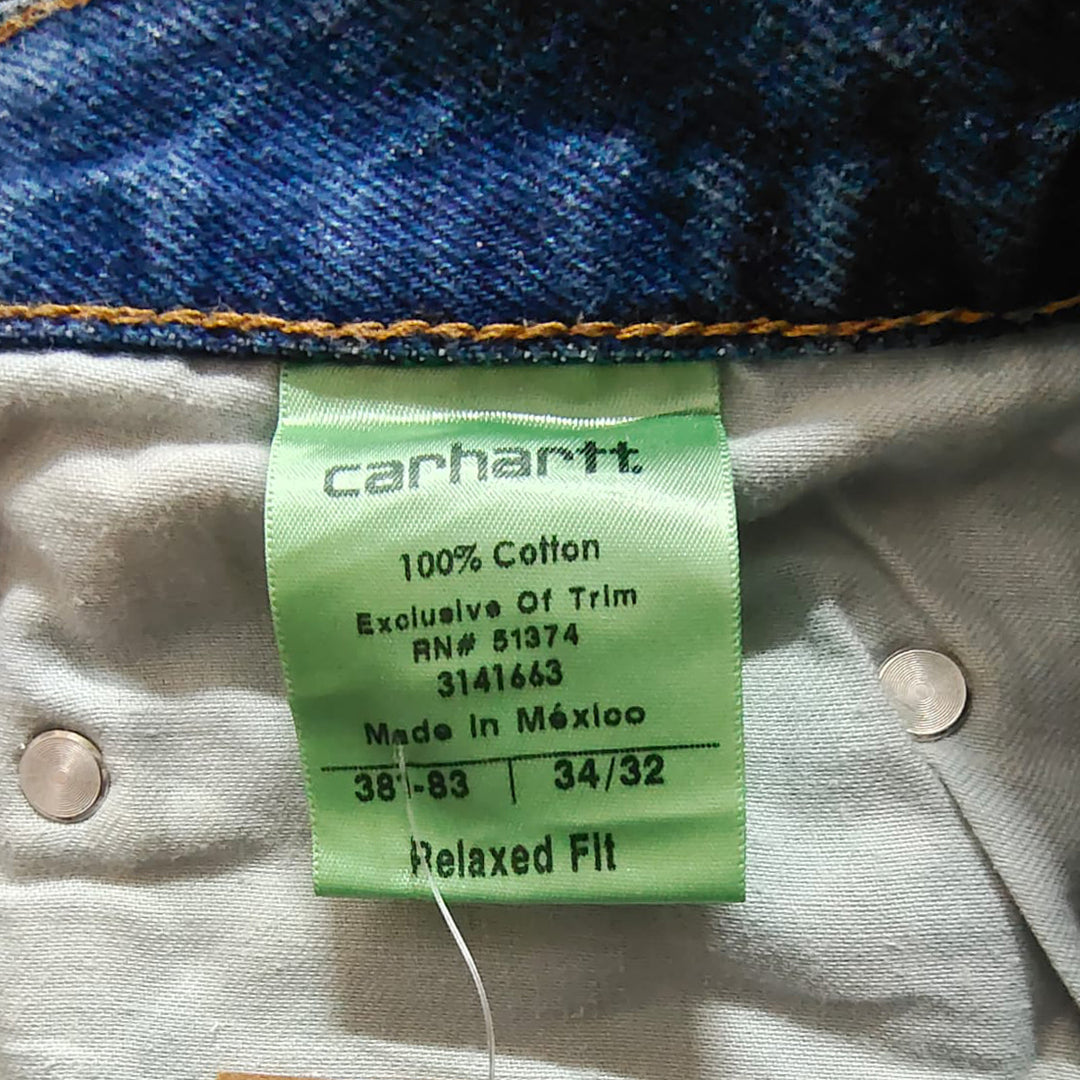 carhartt
100% Cotton
Exclusive Of Trim
RN# 51374
3141663
Made In México
34/32
Relaxed Fit